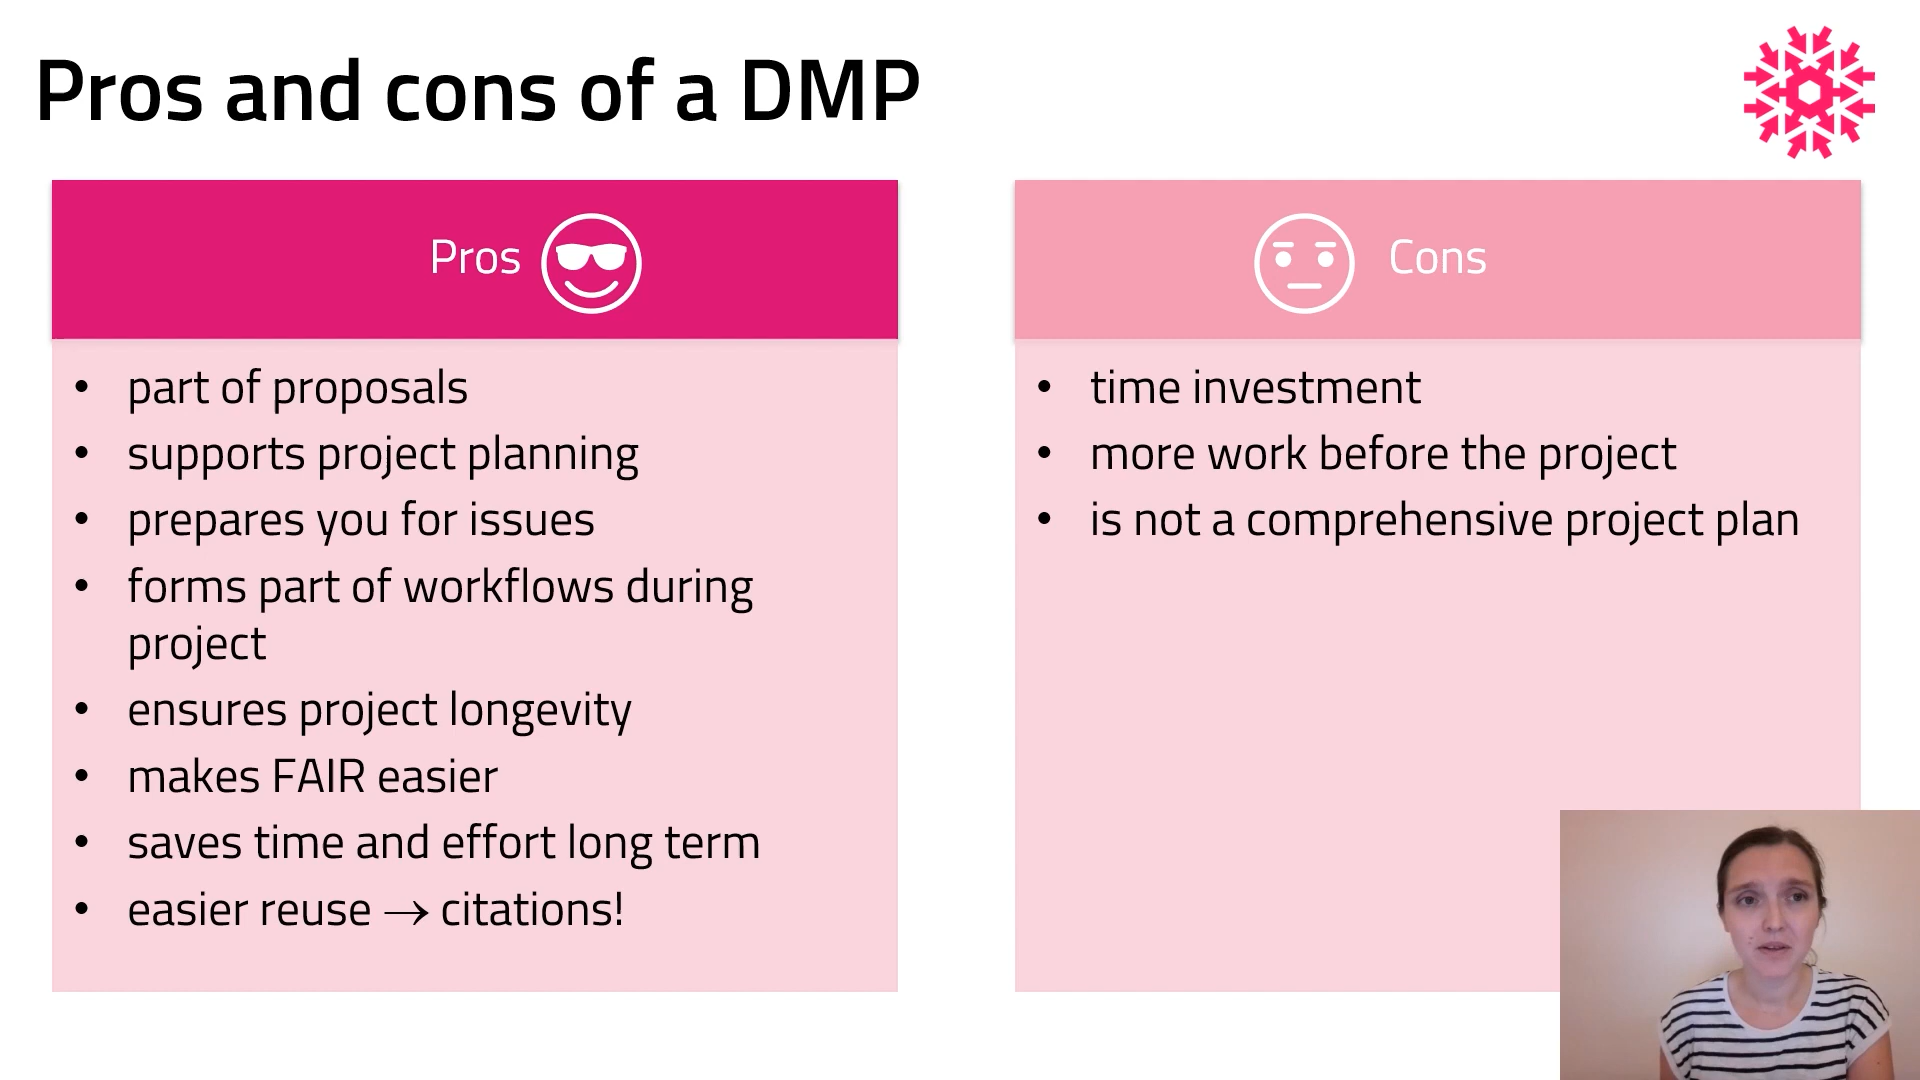 Pros and cons of a DMP
Pros
• part of proposals
• supports project planning
• prepares you for issues
• forms part of workflows during
project
• ensures project longevity
• makes FAIR easier
• saves time and effort long term
• easier reuse → citations!
Cons
• time investment
• more work before the project
• is not a comprehensive project plan